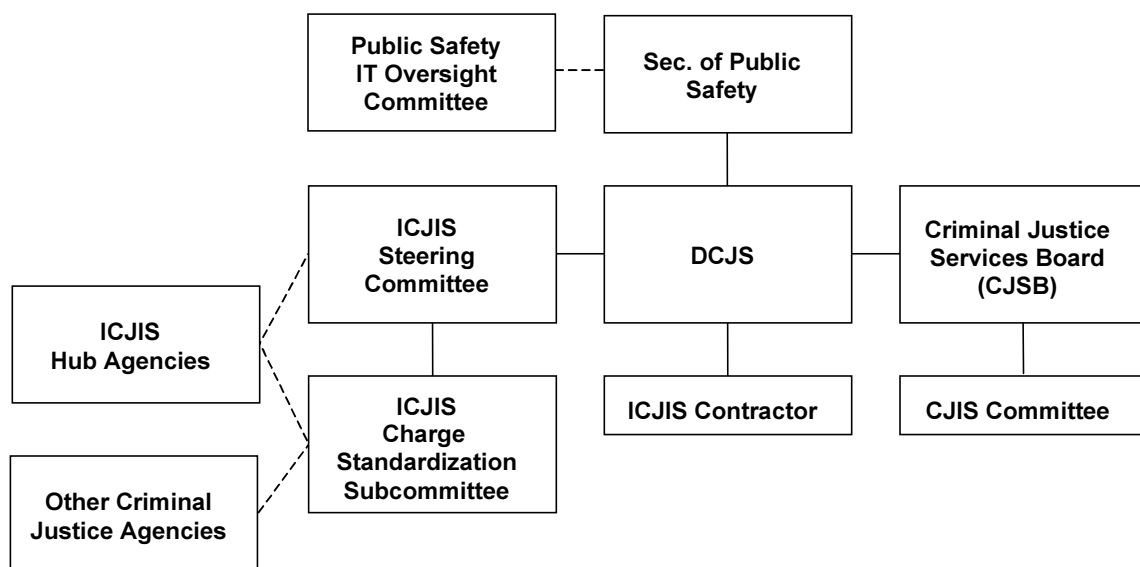 Public Safety
IT Oversight
Committee
Sec. of Public
Safety
ICJIS
Steering
Committee
DCJS
Criminal Justice
Services Board
(CJSB)
ICJIS
Hub Agencies
ICJIS
Charge
Standardization
Subcommittee
ICJIS Contractor
CJIS Committee
Other Criminal
Justice Agencies